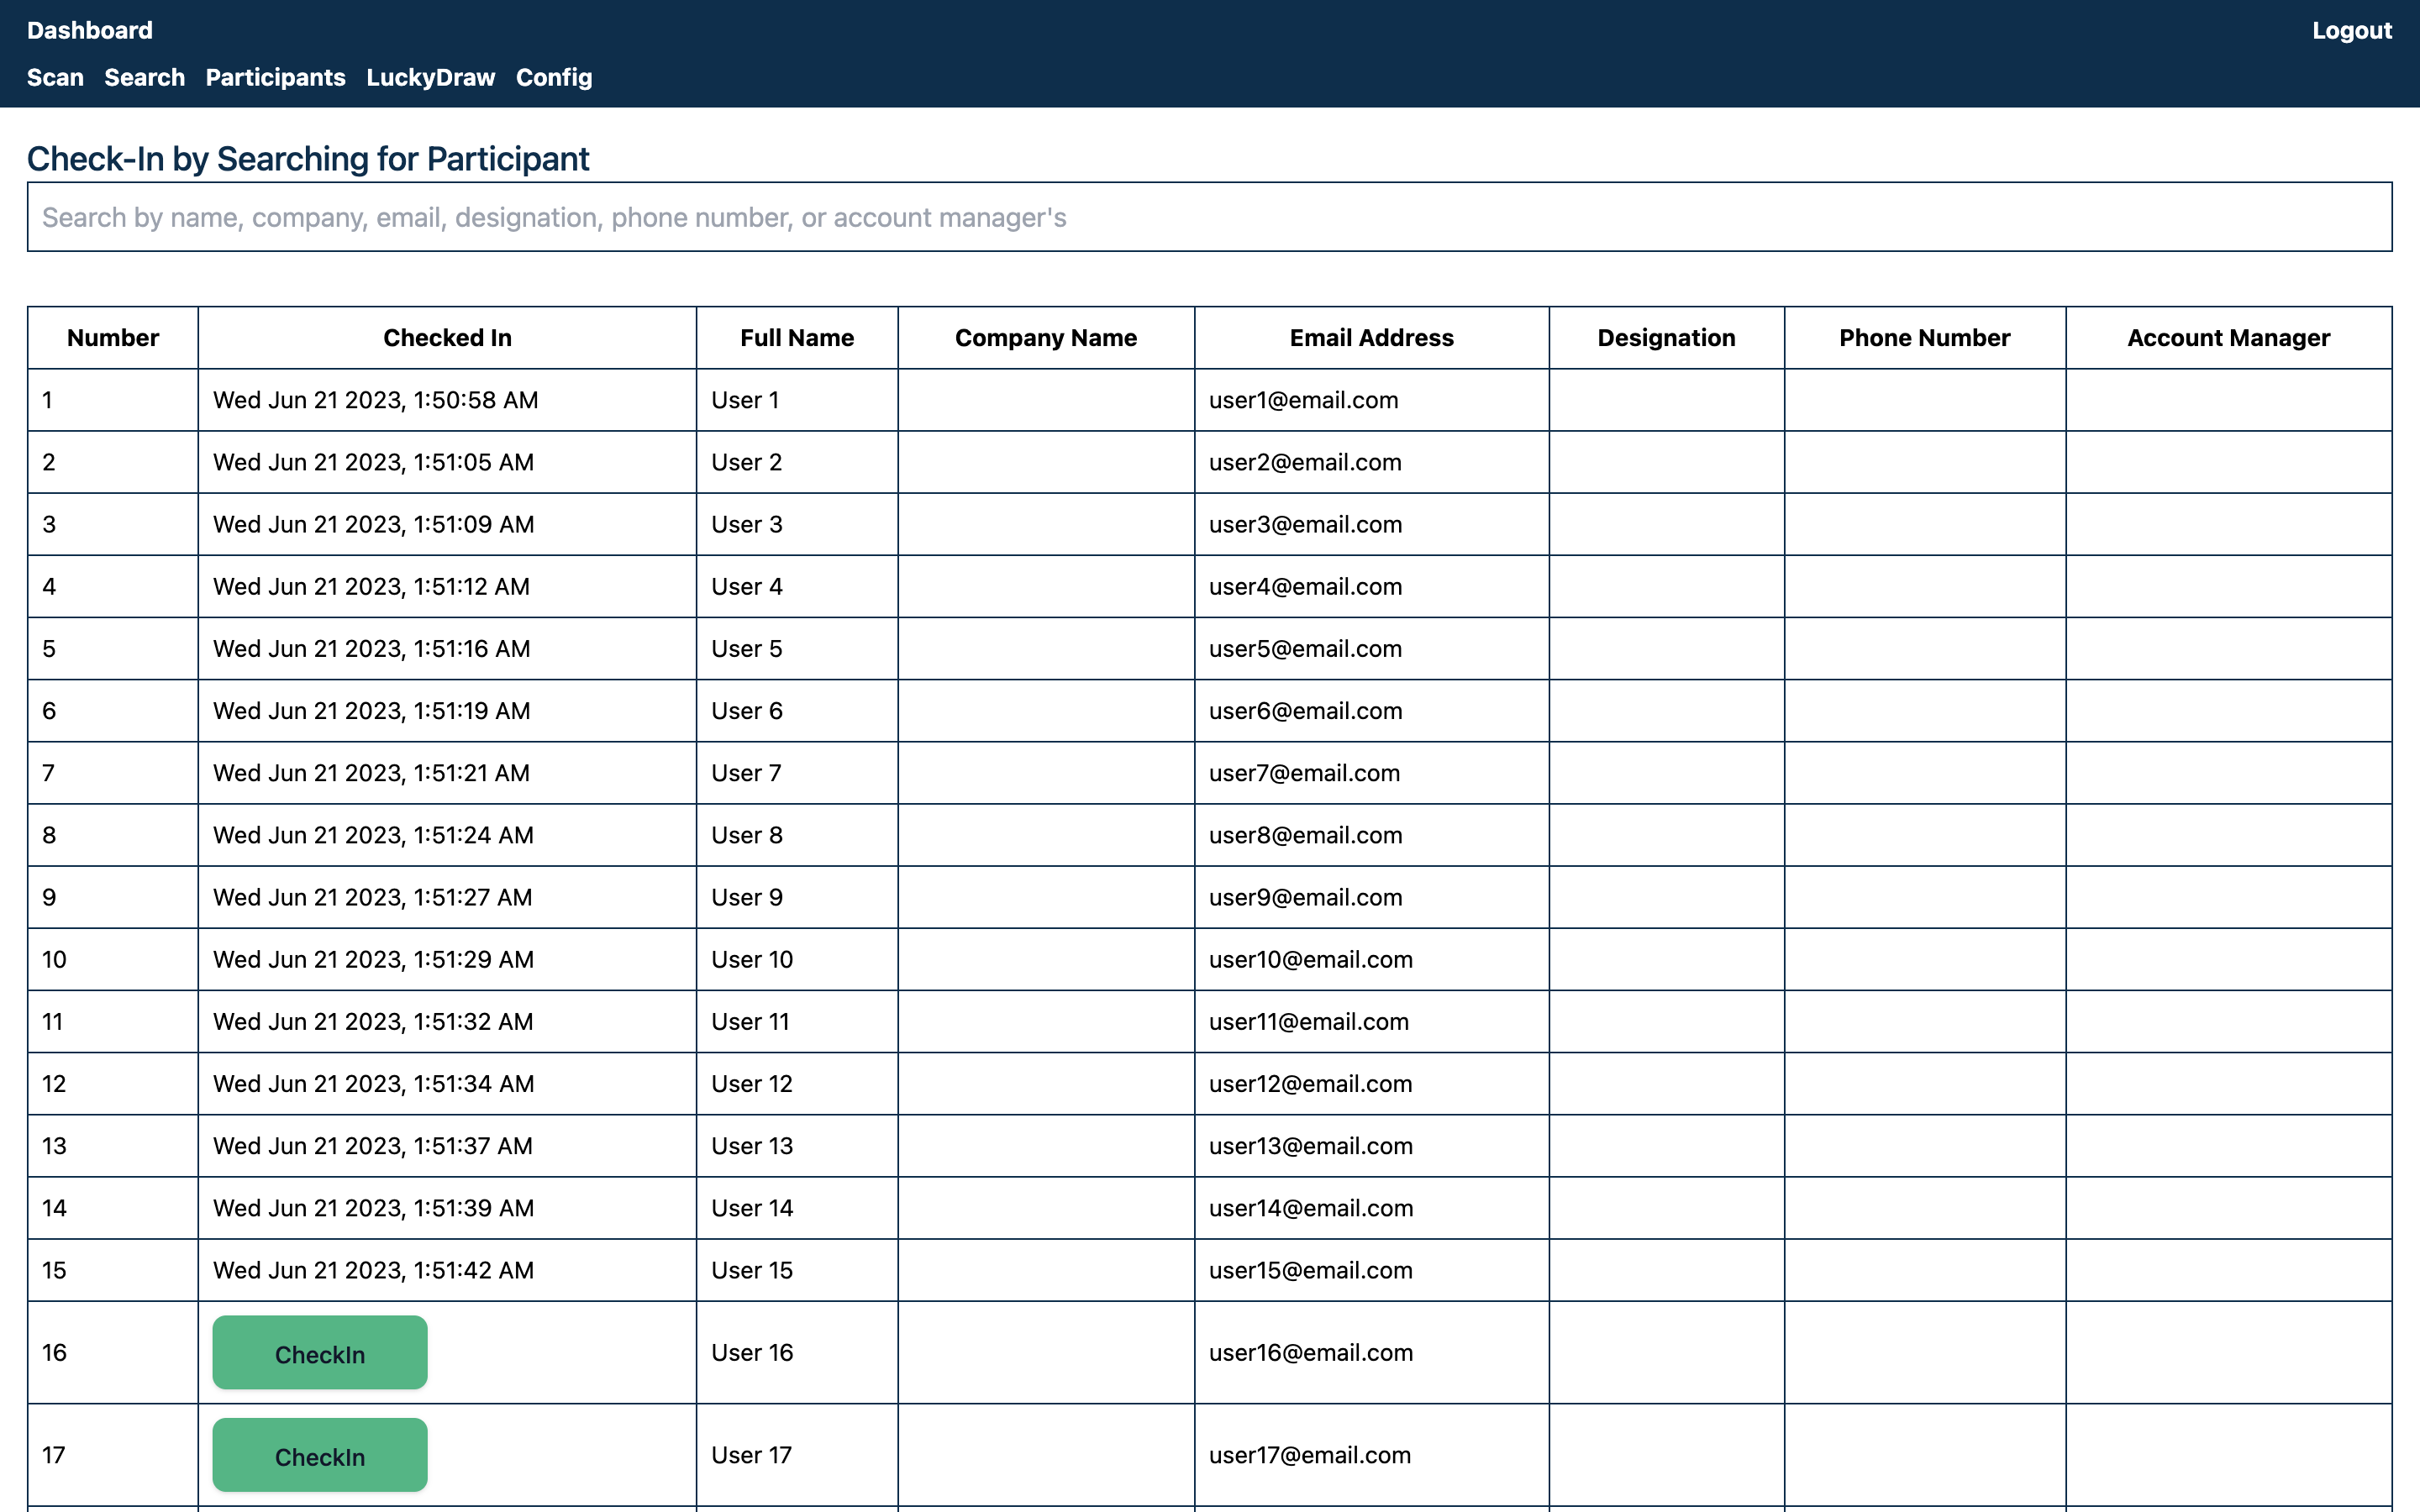 Dashboard Logout
Scan Search Participants LuckyDraw Config
Check-In by Searching for Participant
Search by name, company, email, designation, phone number, or account manager's
Number Checked In Full Name Company Name Email Address Designation Phone Number Account Manager
1 Wed Jun 21 2023, 1:50:58 AM User 1 user1@email.com
2 Wed Jun 21 2023, 1:51:05 AM User 2 user2@email.com
3 Wed Jun 21 2023, 1:51:09 AM User 3 user3@email.com
4 Wed Jun 21 2023, 1:51:12 AM User 4 user4@email.com
5 Wed Jun 21 2023, 1:51:16 AM User 5 user5@email.com
6 Wed Jun 21 2023, 1:51:19 AM User 6 user6@email.com
7 Wed Jun 21 2023, 1:51:21 AM User 7 user7@email.com
8 Wed Jun 21 2023, 1:51:24 AM User 8 user8@email.com
9 Wed Jun 21 2023, 1:51:27 AM User 9 user9@email.com
10 Wed Jun 21 2023, 1:51:29 AM User 10 user10@email.com
11 Wed Jun 21 2023, 1:51:32 AM User 11 user11@email.com
12 Wed Jun 21 2023, 1:51:34 AM User 12 user12@email.com
13 Wed Jun 21 2023, 1:51:37 AM User 13 user13@email.com
14 Wed Jun 21 2023, 1:51:39 AM User 14 user14@email.com
15 Wed Jun 21 2023, 1:51:42 AM User 15 user15@email.com
16 CheckIn User 16 user16@email.com
17 CheckIn User 17 user17@email.com